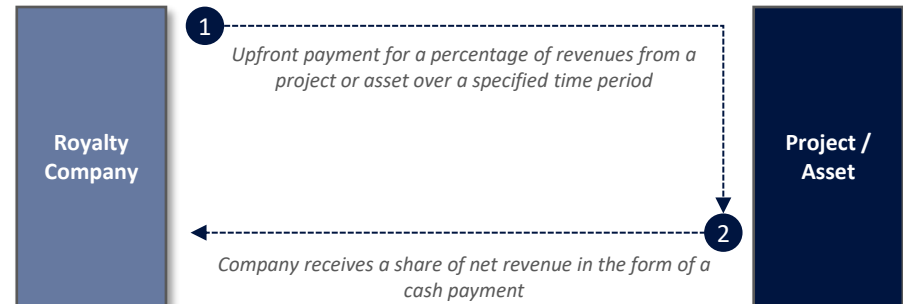 1
Upfront payment for a percentage of revenues from a
project or asset over a specified time period
Royalty
Company
Project /
Asset
2
Company receives a share of net revenue in the form of a
cash payment